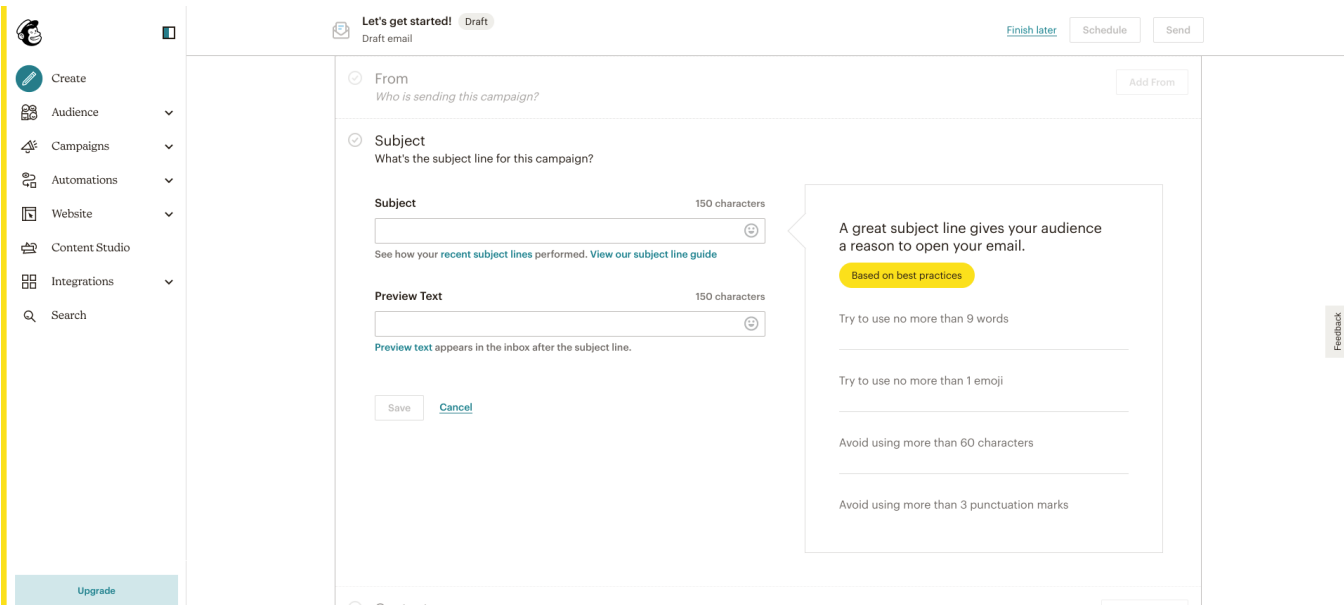 Let's get started! Draft
Draft email
Finish later
Schedule
Send
Create
Audience
Campaigns
Automations
Website
Content Studio
Integrations
Search
Upgrade
From
Who is sending this campaign?
Add From
Subject
What's the subject line for this campaign?
Subject 150 characters
See how your recent subject lines performed. View our subject line guide
Preview Text 150 characters
Preview text appears in the inbox after the subject line.
Save Cancel
A great subject line gives your audience
a reason to open your email.
Based on best practices
Try to use no more than 9 words
Try to use no more than 1 emoji
Avoid using more than 60 characters
Avoid using more than 3 punctuation marks
Feedback